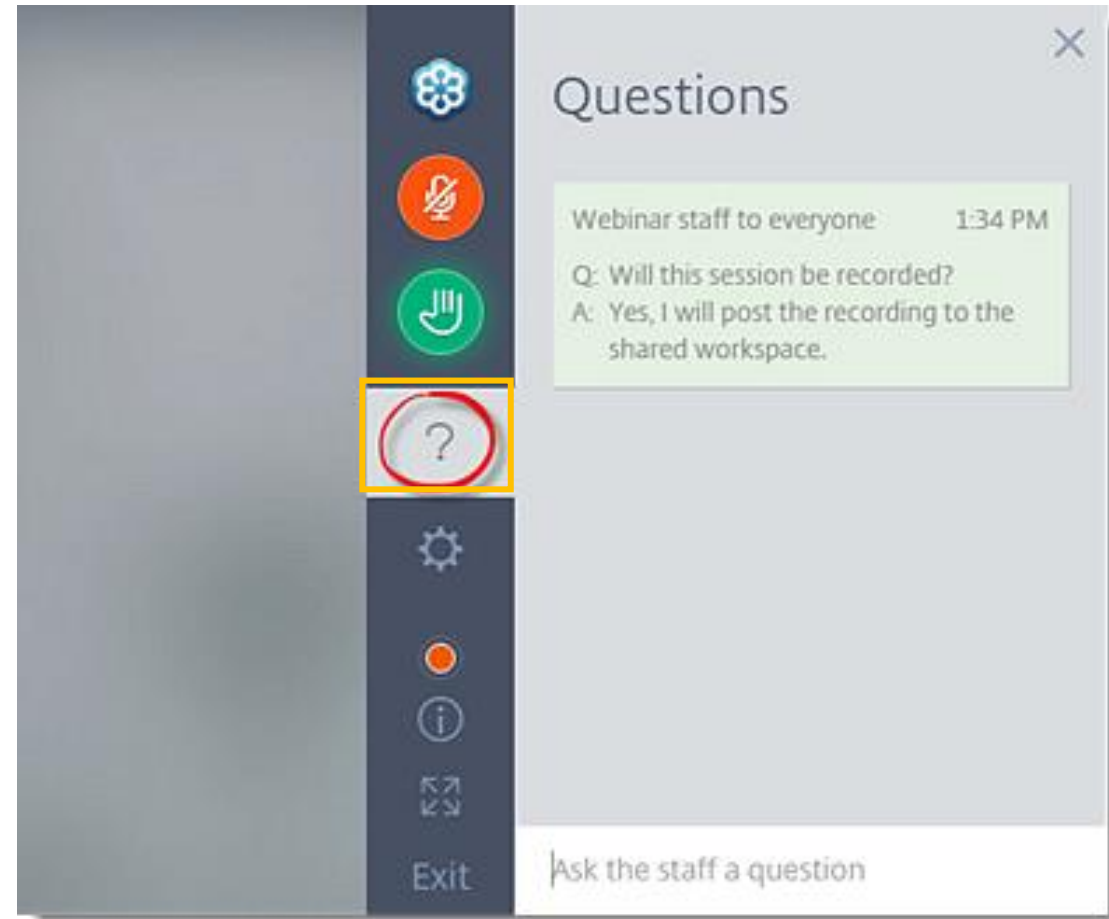 Questions
Webinar staff to everyone 1:34 PM
Q: Will this session be recorded?
A: Yes, I will post the recording to the
shared workspace.
?
Exit
Ask the staff a question